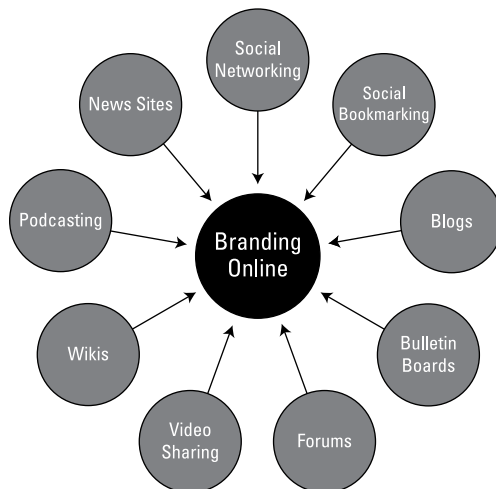 Social
Networking
News Sites
Social
Bookmarking
Podcasting
Blogs
Branding
Online
Wikis
Bulletin
Boards
Video
Sharing
Forums